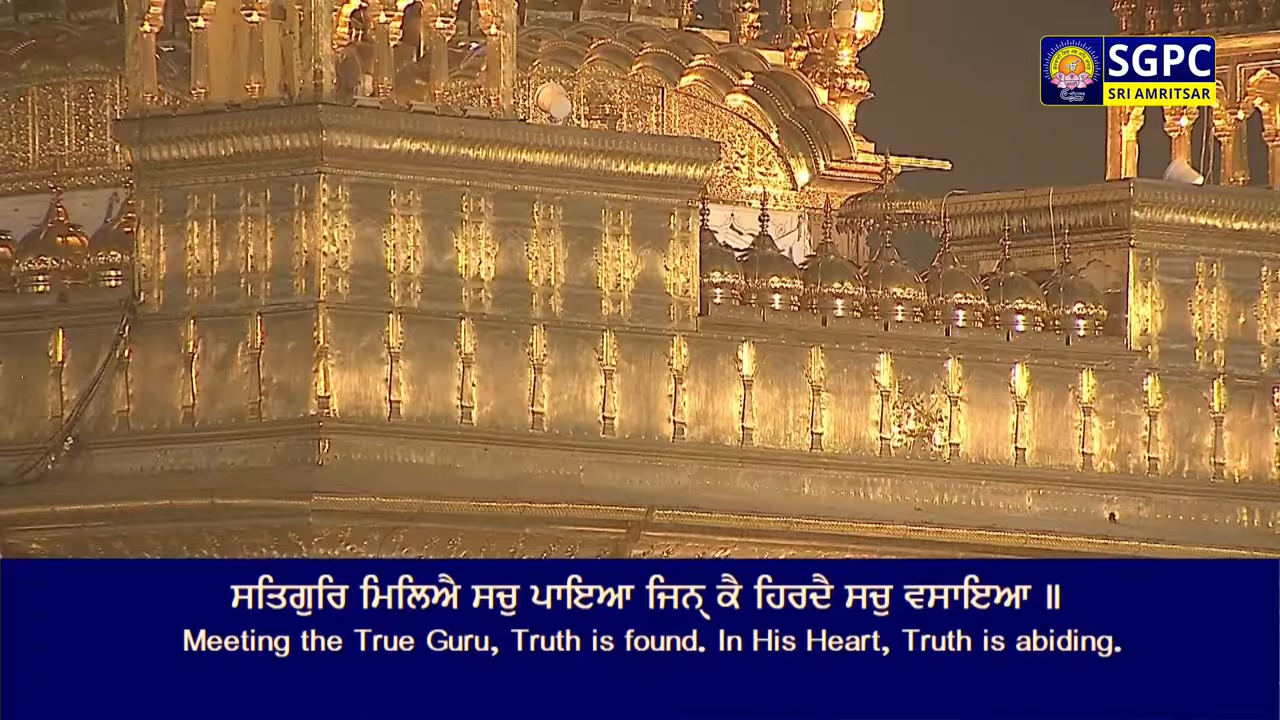 SGPC
SRI AMRITSAR
ਸਤਿਗੁਰਿ ਮਿਲਿਐ ਸਚੁ ਪਾਇਆ ਜਿਨ੍ ਕੈ ਹਿਰਦੈ ਸਚੁ ਵਸਾਇਆ ॥
Meeting the True Guru, Truth is found. In His Heart, Truth is abiding.